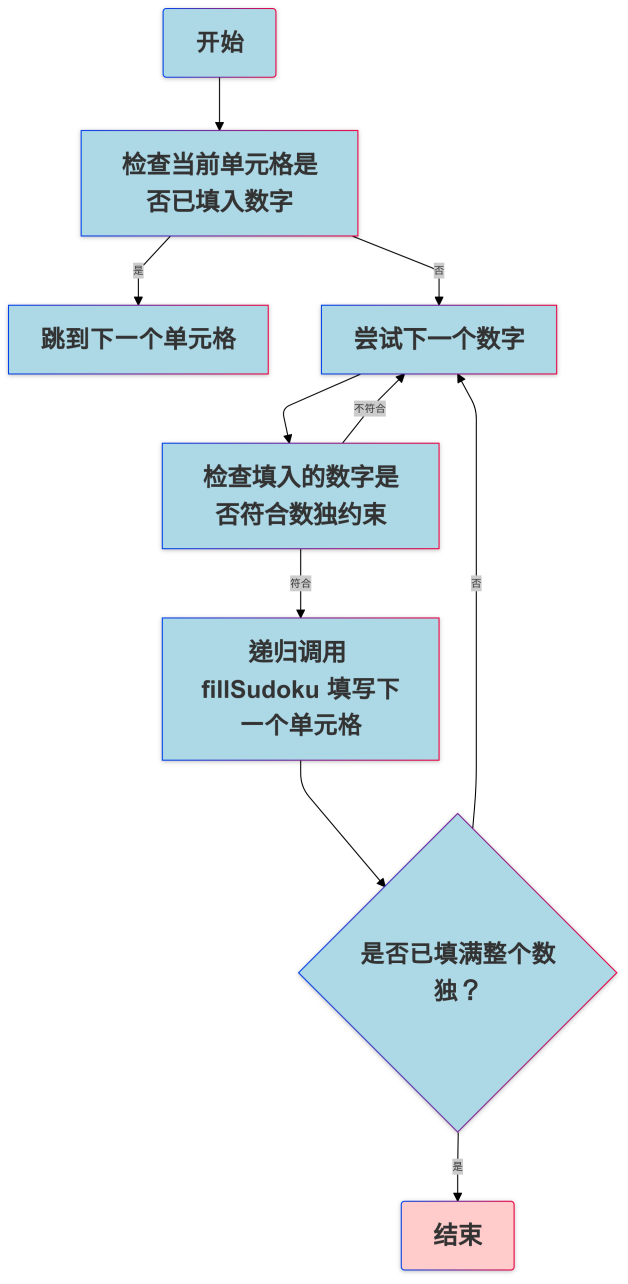 开始
检查当前单元格是
否已填入数字
是
否
跳到下一个单元格
尝试下一个数字
不符合
检查填入的数字是
否符合数独约束
符合
否
递归调用
fillSudoku 填写下
一个单元格
是否已填满整个数
独？
是
结束